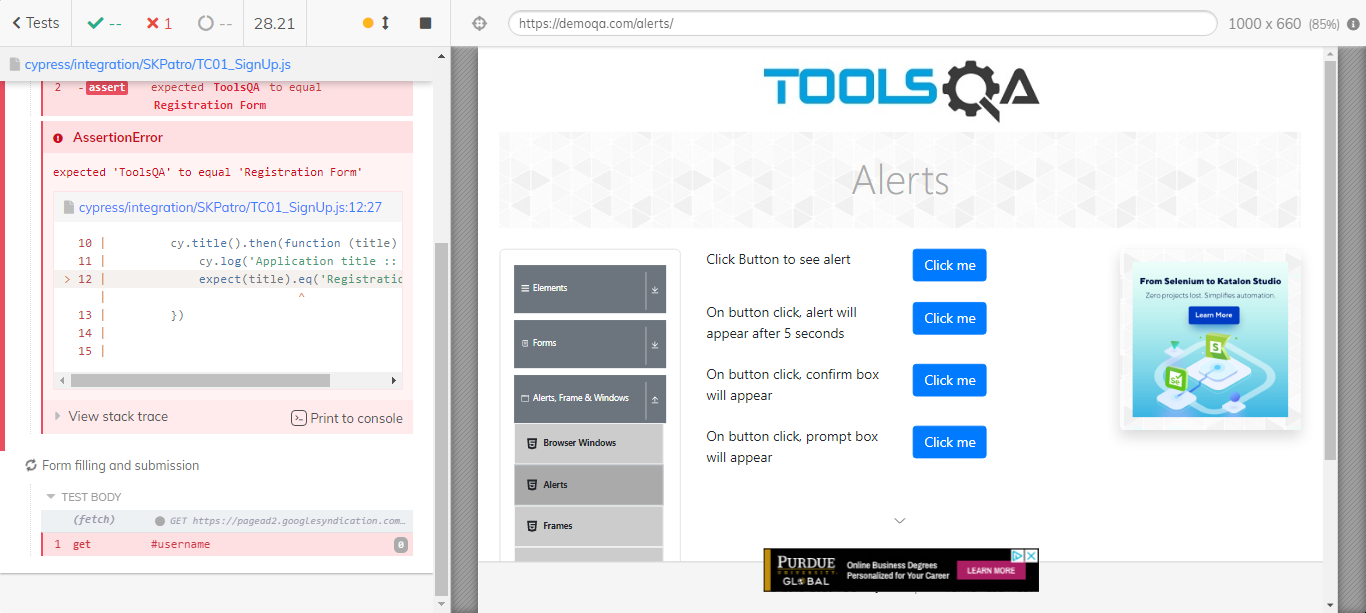 Tests
--
1
--
28.21
https://demoqa.com/alerts/
1000 x 660 (85%)
cypress/integration/SKPatro/TC01_SignUp.js
2 -assert expected ToolsQA to equal
Registration Form
AssertionError
expected 'ToolsQA' to equal 'Registration Form'
cypress/integration/SKPatro/TC01_SignUp.js:12:27
10 | cy.title().then(function (title)
11 | cy.log('Application title ::
> 12 | expect(title).eq('Registratio
| ^
13 | })
14 |
15 |
View stack trace
Print to console
Form filling and submission
TEST BODY
(fetch) GET https://pagead2.googlesyndication.com…
1 get #username 0
TOOLSQA
Alerts
Elements
Forms
Alerts, Frame & Windows
Browser Windows
Alerts
Frames
Click Button to see alert
Click me
On button click, alert will
appear after 5 seconds
Click me
On button click, confirm box
will appear
Click me
On button click, prompt box
will appear
Click me
From Selenium to Katalon Studio
Zero projects lost. Simplifies automation.
Learn More
S
Se
PURDUE
UNIVERSITY
GLOBAL
Online Business Degrees
Personalized for Your Career
LEARN MORE